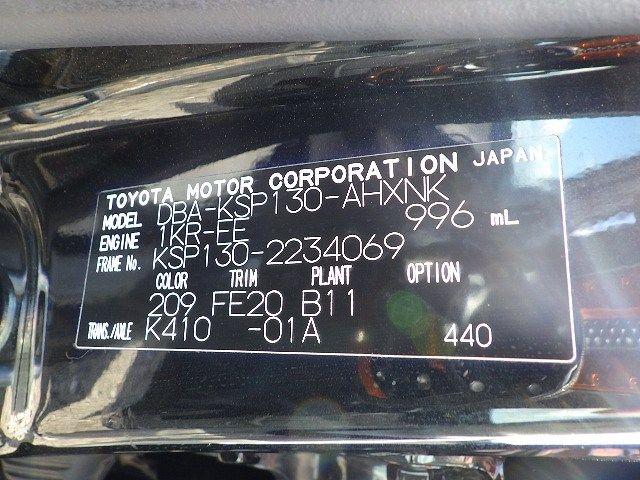 TOYOTA MOTOR CORPORATION JAPAN
MODEL DBA-KSP130-AHXNK
ENGINE 1KR-FE 996 mL
FRAME No. KSP130-2234069
COLOR TRIM PLANT OPTION
209 FE20 B11
TRANS./AXLE K410 -01A 440